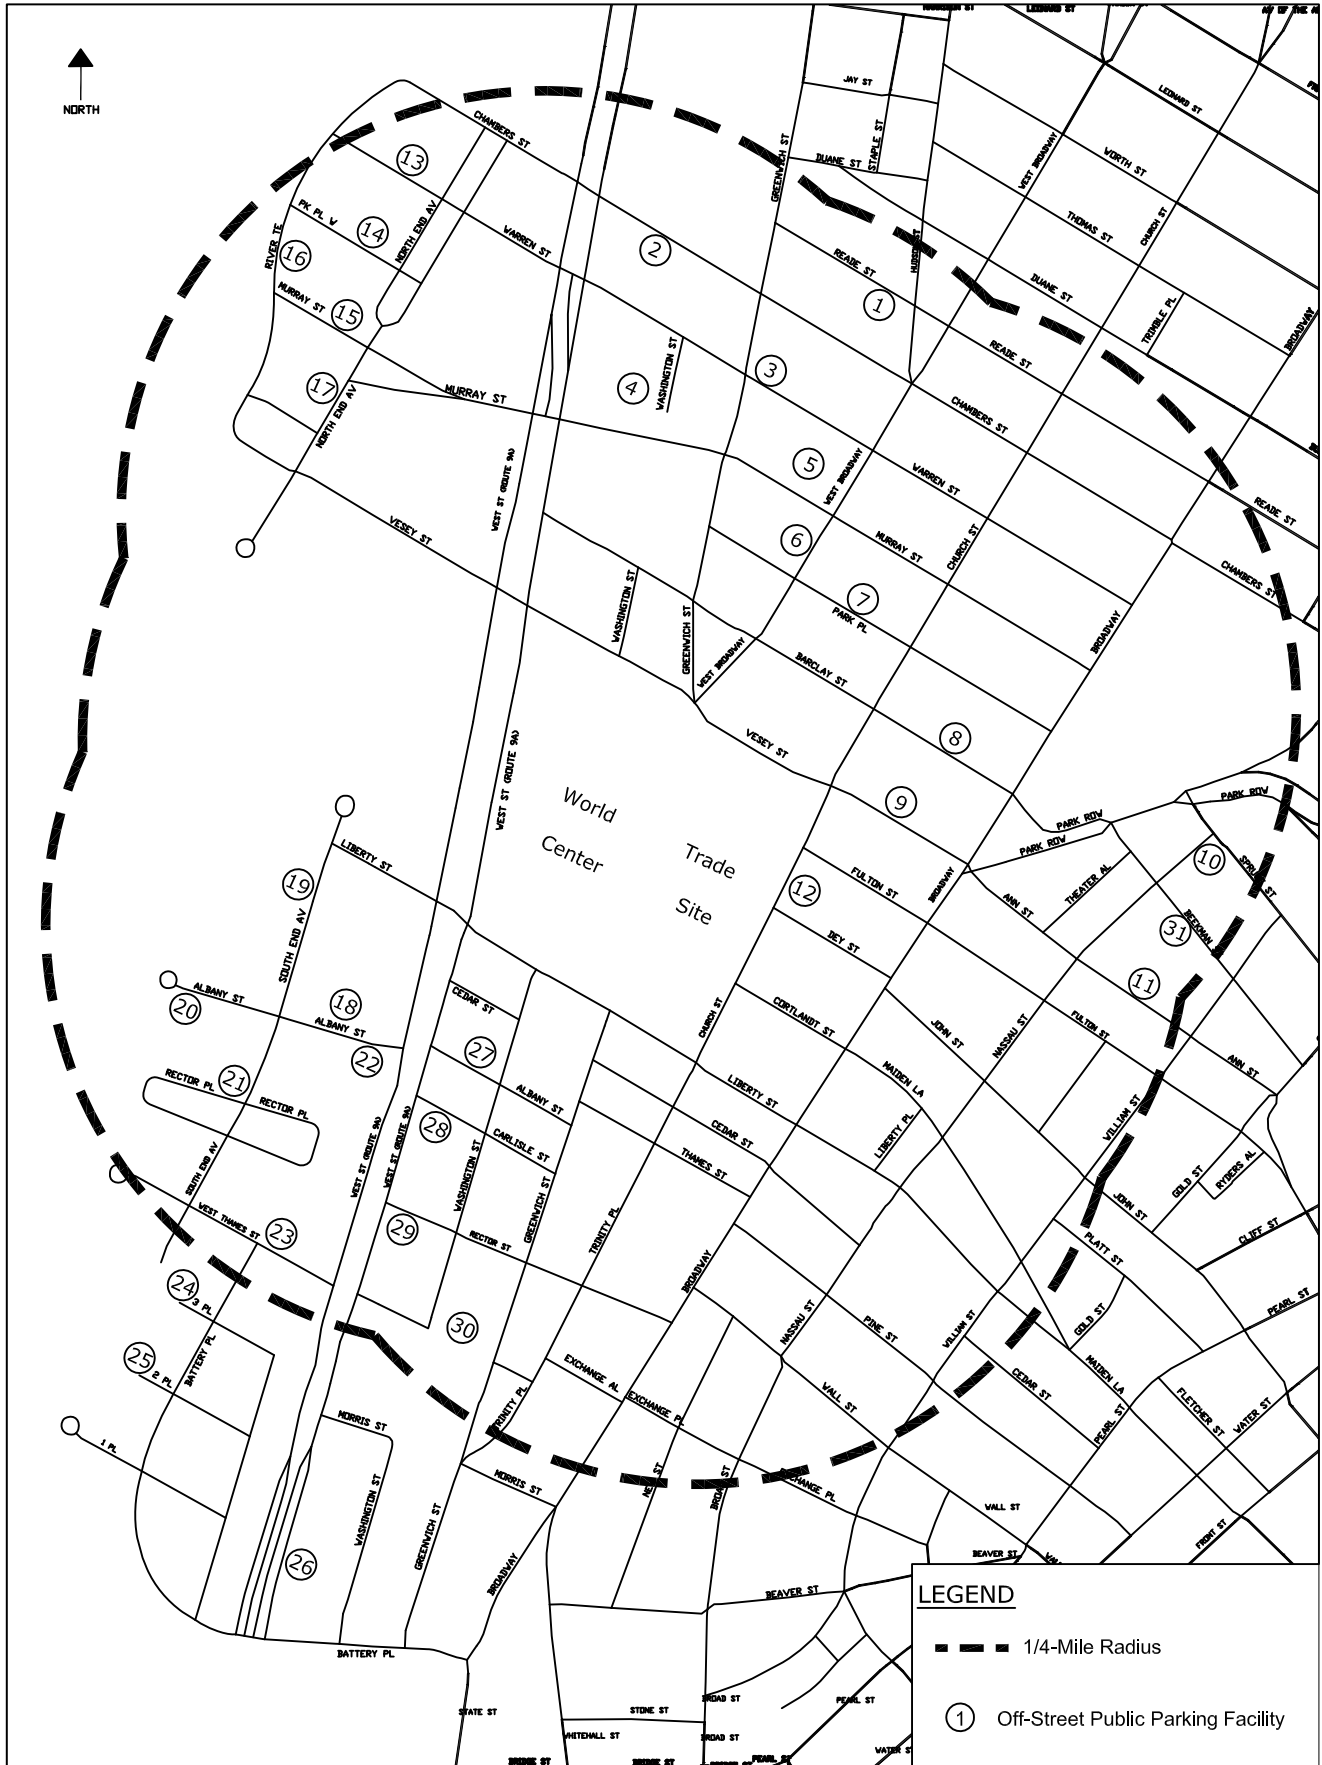 HARRISON ST
LEONARD ST
AV OF THE A
NORTH
JAY ST
STAPLE ST
LEONARD ST
CHAMBERS ST
GREENWICH ST
DUANE ST
WEST BROADWAY
WORTH ST
13
PK PL W
14
NORTH END AV
WARREN ST
2
THOMAS ST
CHURCH ST
RIVER TE
16
READE ST
HUDSON ST
DUANE ST
MURRAY ST
15
1
TRIMBLE PL
BROADWAY
17
NORTH END AV
MURRAY ST
4
WASHINGTON ST
3
READE ST
CHAMBERS ST
WEST ST (ROUTE 9A)
5
WEST BROADWAY
WARREN ST
READE ST
VESEY ST
6
MURRAY ST
CHURCH ST
CHAMBERS ST
WASHINGTON ST
GREENWICH ST
7
PARK PL
BROADWAY
WEST BROADWAY
BARCLAY ST
VESEY ST
8
WEST ST (ROUTE 9A)
World
Trade
Center
Site
9
PARK ROW
PARK ROW
PARK ROW
LIBERTY ST
19
12
FULTON ST
BROADWAY
ANN ST
THEATER AL
10
SPRUCE ST
SOUTH END AV
DEY ST
31
BEEKMAN
20
ALBANY ST
18
ALBANY ST
CEDAR ST
CHURCH ST
CORTLANDT ST
JOHN ST
NASSAU ST
11
FULTON ST
22
27
21
RECTOR PL
RECTOR PL
ALBANY ST
LIBERTY ST
MAIDEN LA
ANN ST
28
CARLISLE ST
CEDAR ST
LIBERTY PL
WILLIAM ST
SOUTH END AV
WEST ST (ROUTE 9A)
WEST ST (ROUTE 9A)
WASHINGTON ST
GREENWICH ST
THAMES ST
GOLD ST
RYDERS AL
WEST THAMES ST
23
29
RECTOR ST
TRINITY PL
JOHN ST
CLIFF ST
PLATT ST
24
3 PL
BROADWAY
PEARL ST
25
2 PL
BATTERY PL
30
NASSAU ST
PINE ST
WILLIAM ST
GOLD ST
EXCHANGE AL
EXCHANGE PL
CEDAR ST
MAIDEN LA
WALL ST
FLETCHER ST
WATER ST
1 PL
MORRIS ST
TRINITY PL
PEARL ST
WASHINGTON ST
GREENWICH ST
MORRIS ST
WALL ST
FRONT ST
26
BROADWAY
BEAVER ST
BEAVER ST
BATTERY PL
STATE ST
WHITEHALL ST
STONE ST
BROAD ST
BROAD ST
PEARL ST
PEARL ST
WATER S
BRIDGE ST
BRIDGE ST
LEGEND
1/4-Mile Radius
1 Off-Street Public Parking Facility